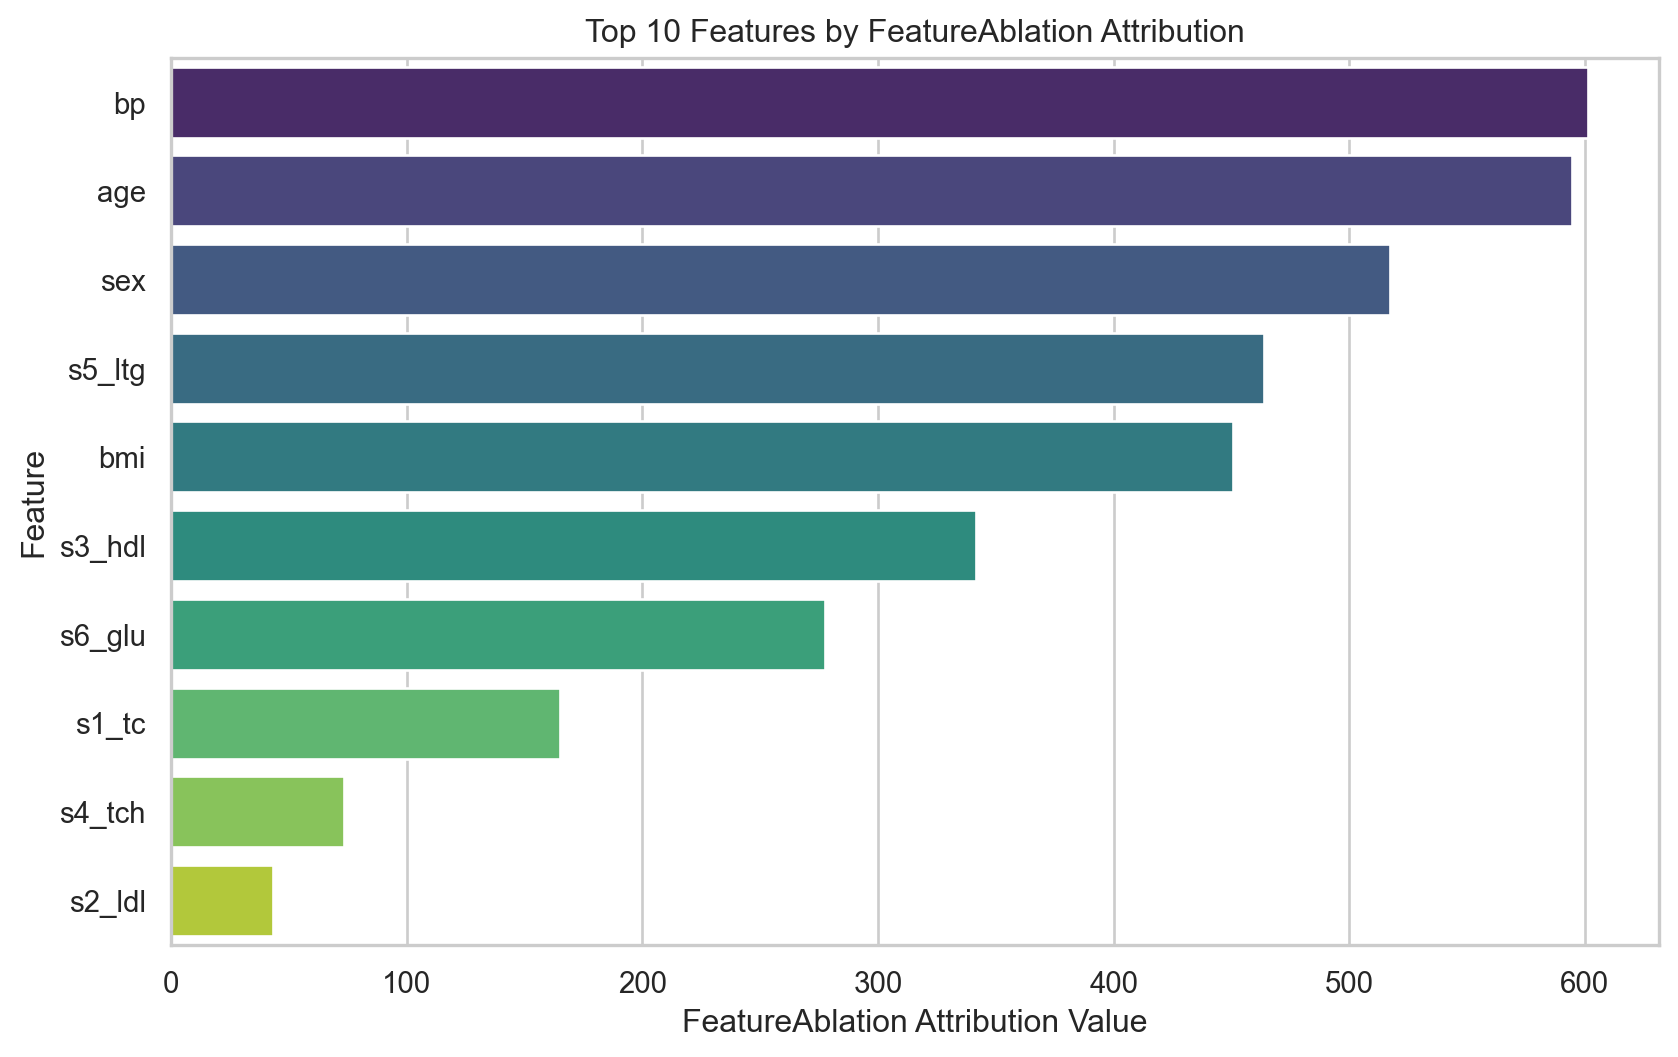 Top 10 Features by FeatureAblation Attribution
Feature
bp
age
sex
s5_ltg
bmi
s3_hdl
s6_glu
s1_tc
s4_tch
s2_ldl
0 100 200 300 400 500 600
FeatureAblation Attribution Value